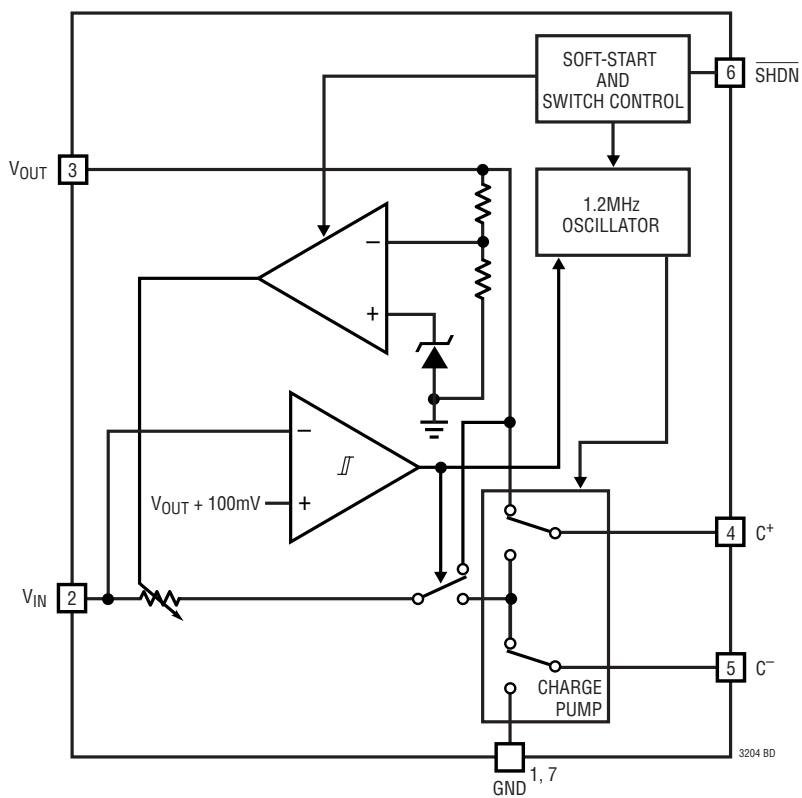 SOFT-START
AND
SWITCH CONTROL
6
SHDN
VOUT
3
1.2MHz
OSCILLATOR
−
+
−
VOUT + 100mV
+
4
C+
VIN
2
5
C−
CHARGE
PUMP
1, 7
GND
3204 BD